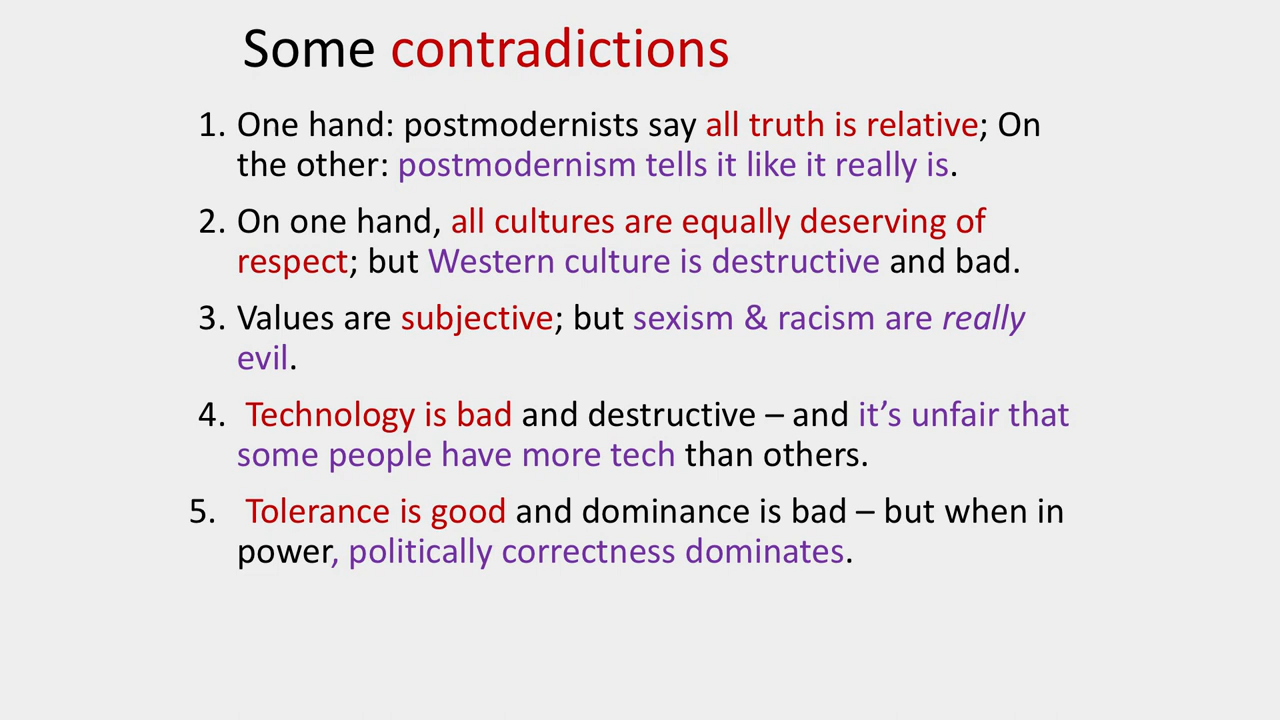 Some contradictions
1. One hand: postmodernists say all truth is relative; On
the other: postmodernism tells it like it really is.
2. On one hand, all cultures are equally deserving of
respect; but Western culture is destructive and bad.
3. Values are subjective; but sexism & racism are really
evil.
4. Technology is bad and destructive – and it’s unfair that
some people have more tech than others.
5. Tolerance is good and dominance is bad – but when in
power, politically correctness dominates.